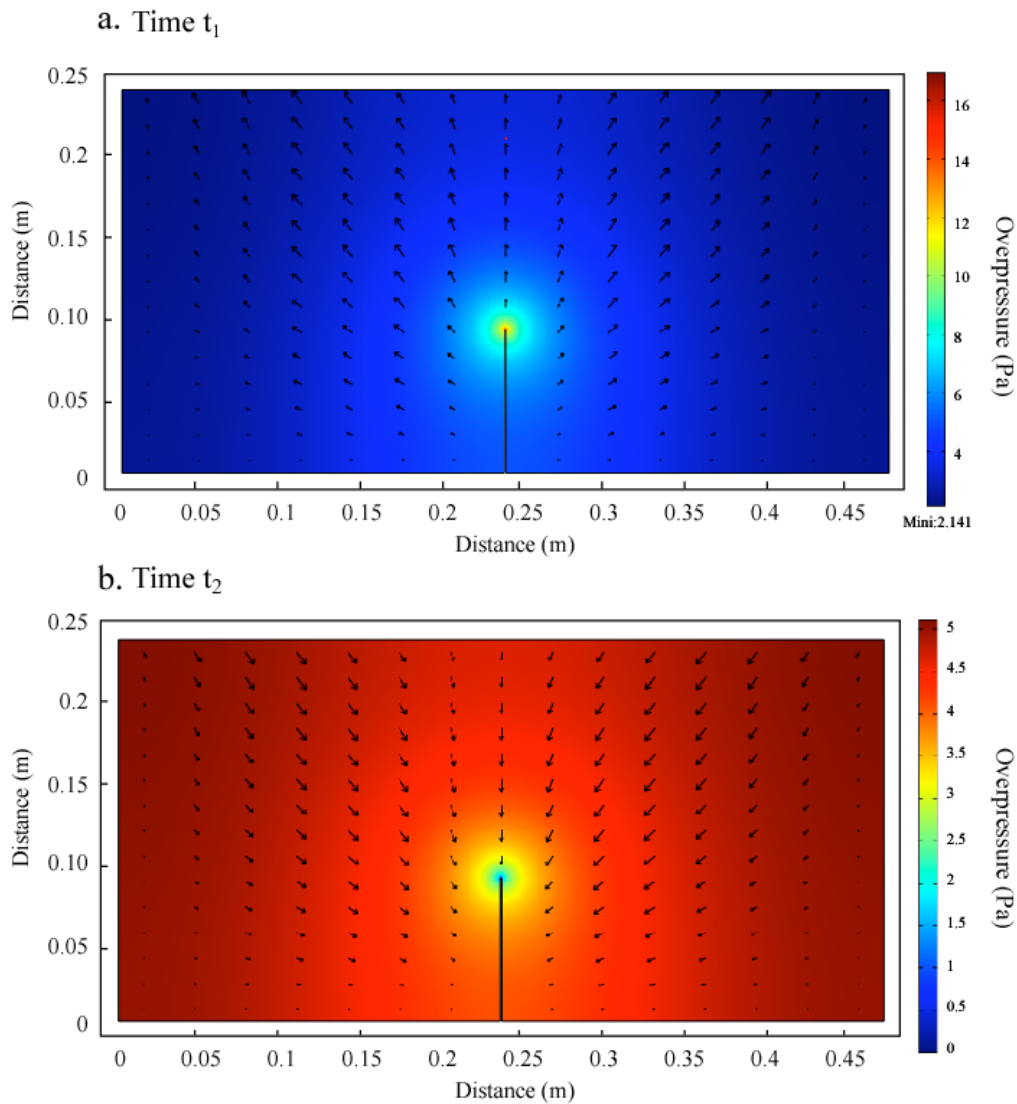 a. Time t₁
0.25
0.2
0.15
0.10
0.05
0
Distance (m)
0 0.05 0.1 0.15 0.2 0.25 0.3 0.35 0.4 0.45
Distance (m)
16
14
12
10
8
6
4
Mini:2.141
Overpressure (Pa)
b. Time t₂
0.25
0.2
0.15
0.10
0.05
0
Distance (m)
0 0.05 0.1 0.15 0.2 0.25 0.3 0.35 0.4 0.45
Distance (m)
5
4.5
4
3.5
3
2.5
2
1.5
1
0.5
0
Overpressure (Pa)